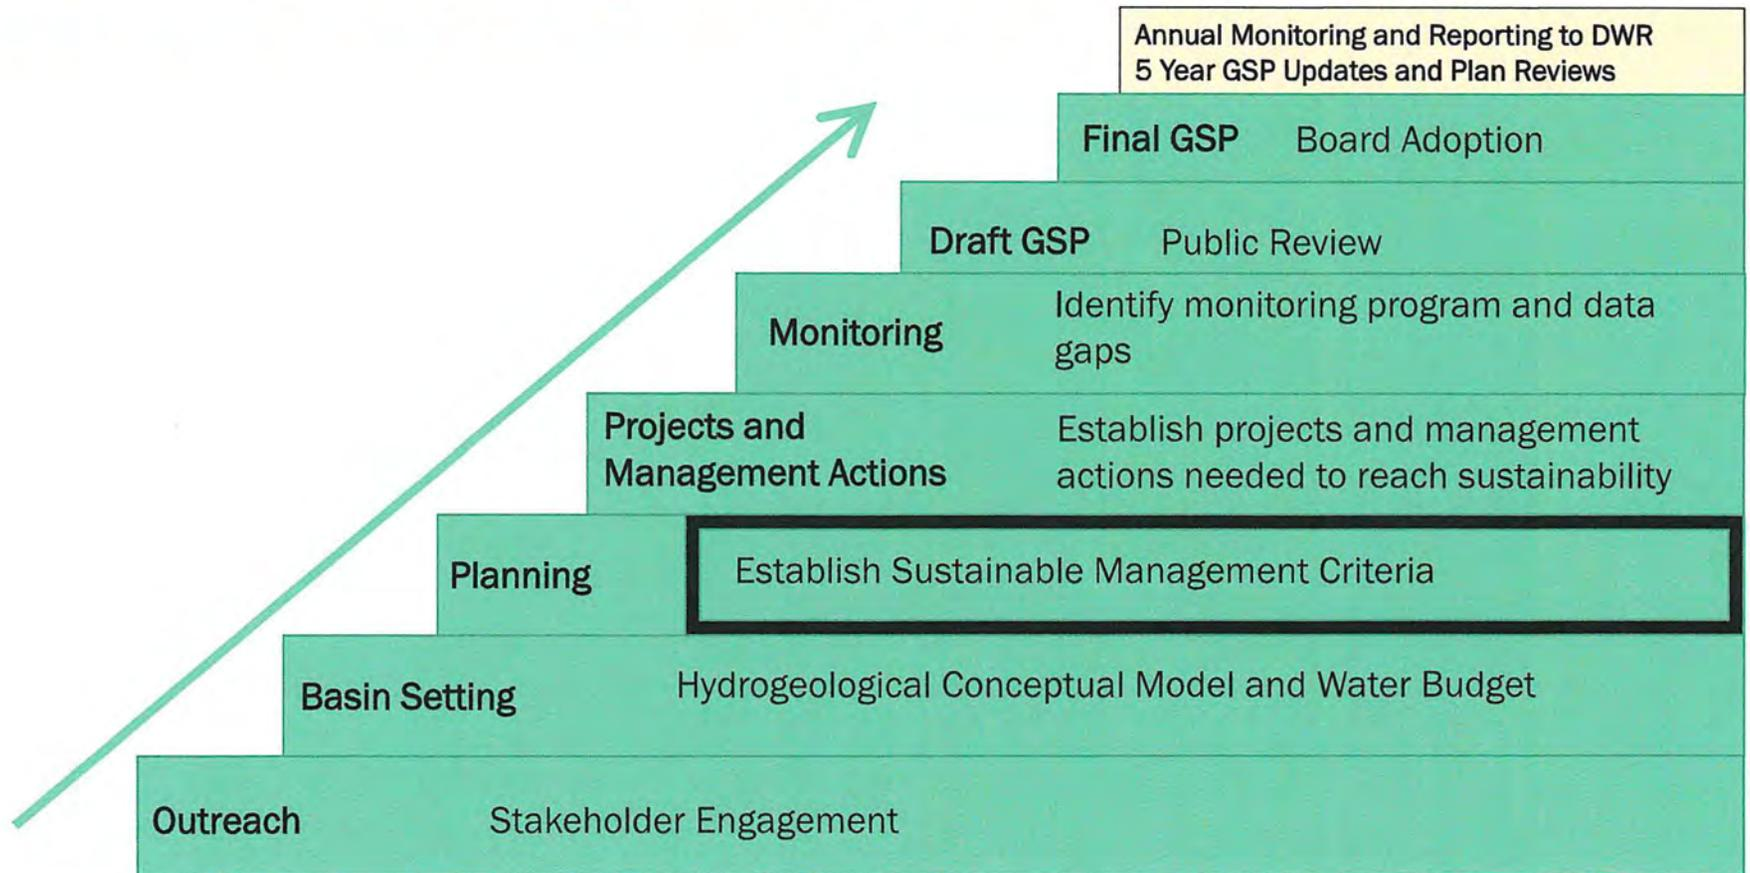 Annual Monitoring and Reporting to DWR
5 Year GSP Updates and Plan Reviews
Final GSP Board Adoption
Draft GSP Public Review
Monitoring
Identify monitoring program and data
gaps
Projects and
Management Actions
Establish projects and management
actions needed to reach sustainability
Planning
Establish Sustainable Management Criteria
Basin Setting
Hydrogeological Conceptual Model and Water Budget
Outreach
Stakeholder Engagement